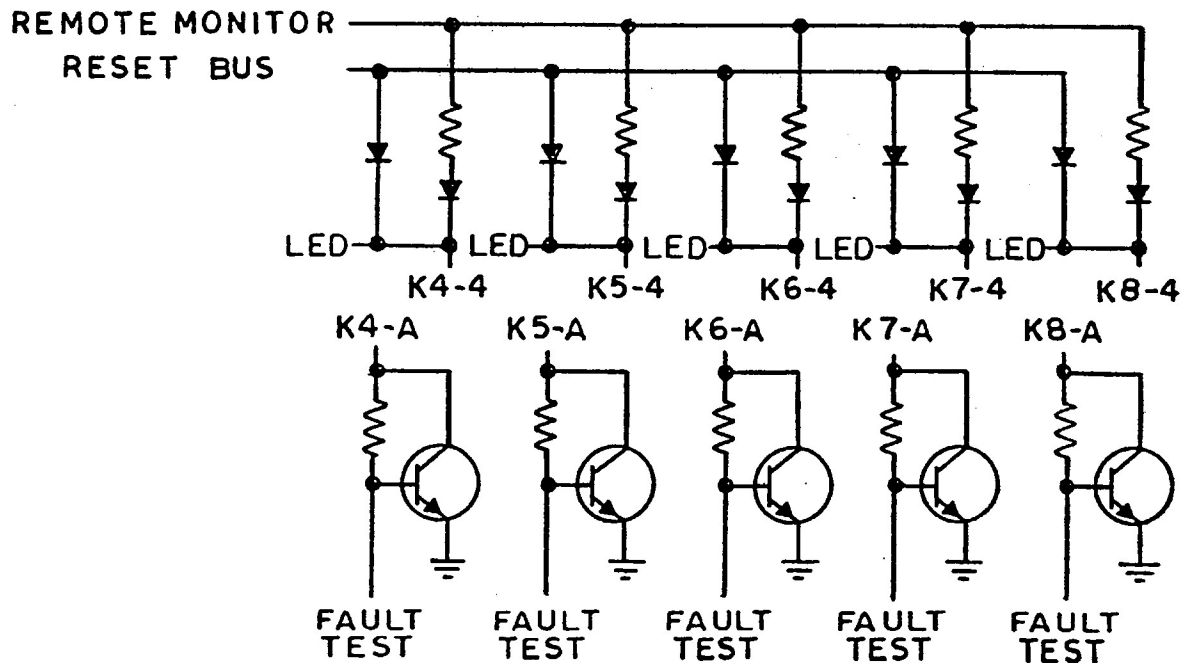 REMOTE MONITOR
RESET BUS
LED LED LED LED LED
K4-4 K5-4 K6-4 K7-4 K8-4
K4-A K5-A K6-A K7-A K8-A
FAULT TEST FAULT TEST FAULT TEST FAULT TEST FAULT TEST